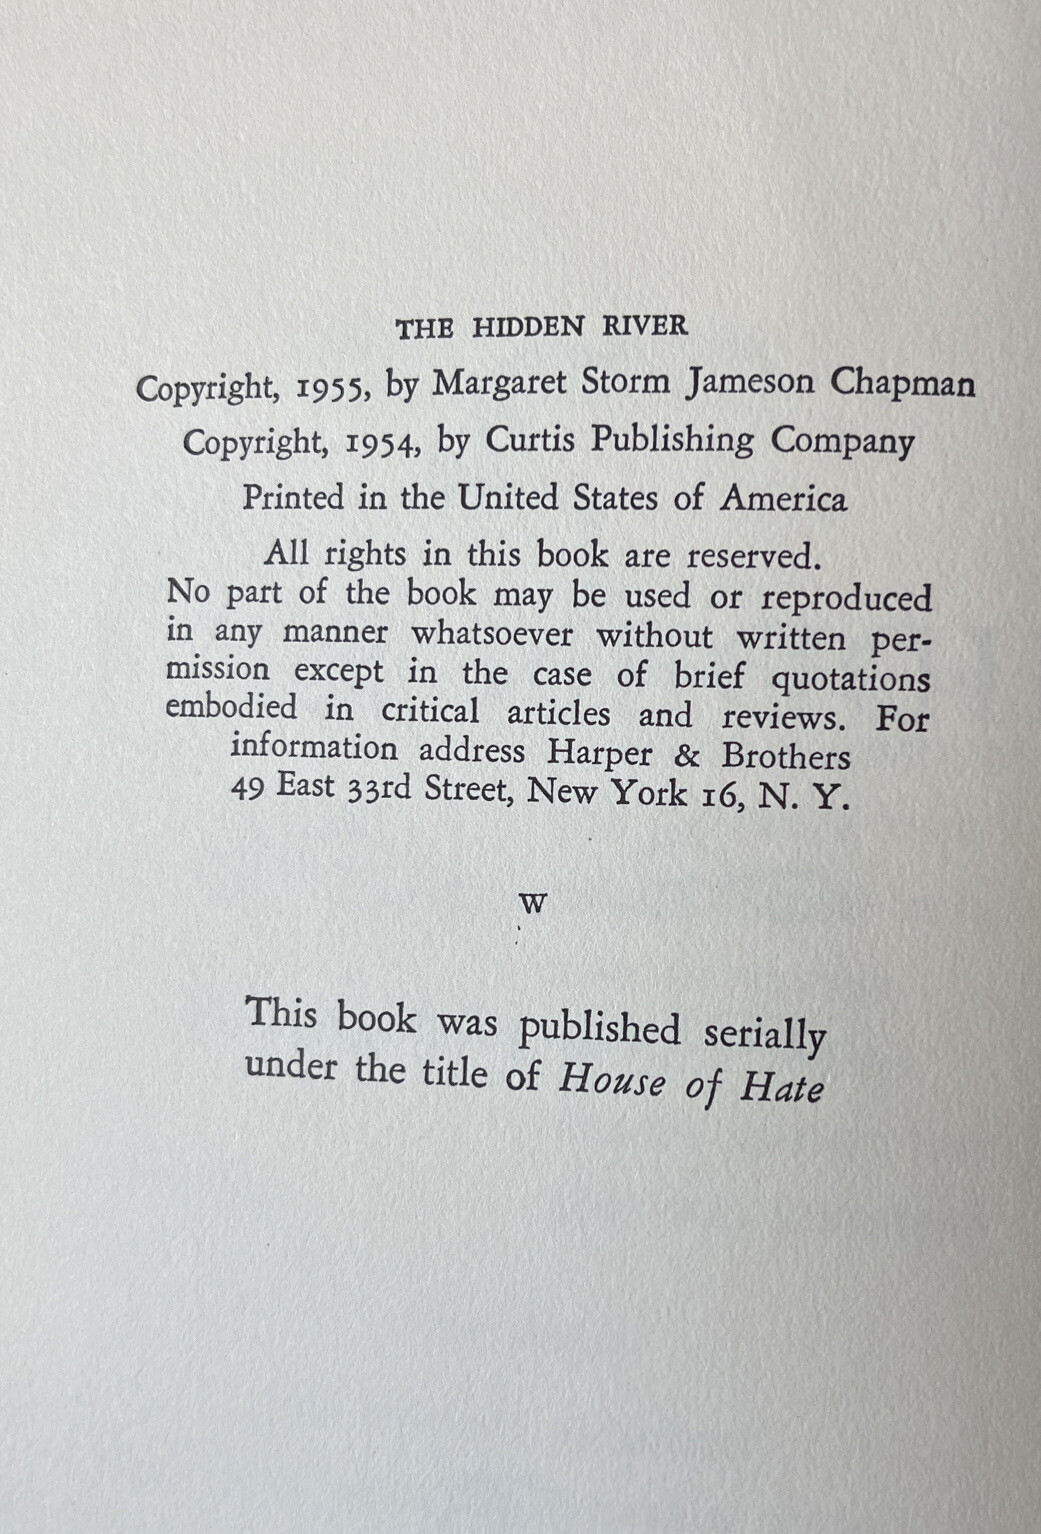 THE HIDDEN RIVER
Copyright, 1955, by Margaret Storm Jameson Chapman
Copyright, 1954, by Curtis Publishing Company
Printed in the United States of America
All rights in this book are reserved.
No part of the book may be used or reproduced
in any manner whatsoever without written per-
mission except in the case of brief quotations
embodied in critical articles and reviews. For
information address Harper & Brothers
49 East 33rd Street, New York 16, N. Y.
W
This book was published serially
under the title of House of Hate